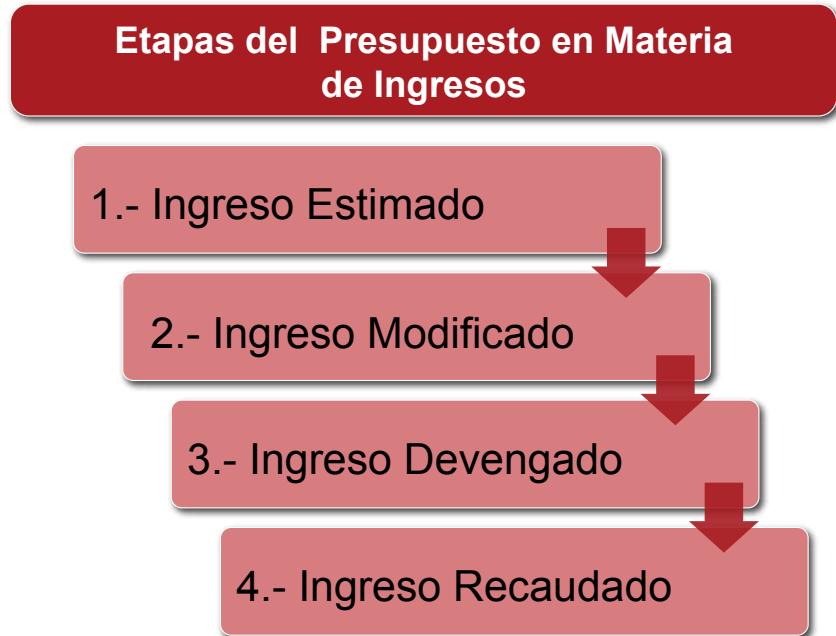 Etapas del  Presupuesto en Materia
de Ingresos
1.- Ingreso Estimado
2.- Ingreso Modificado
3.- Ingreso Devengado
4.- Ingreso Recaudado